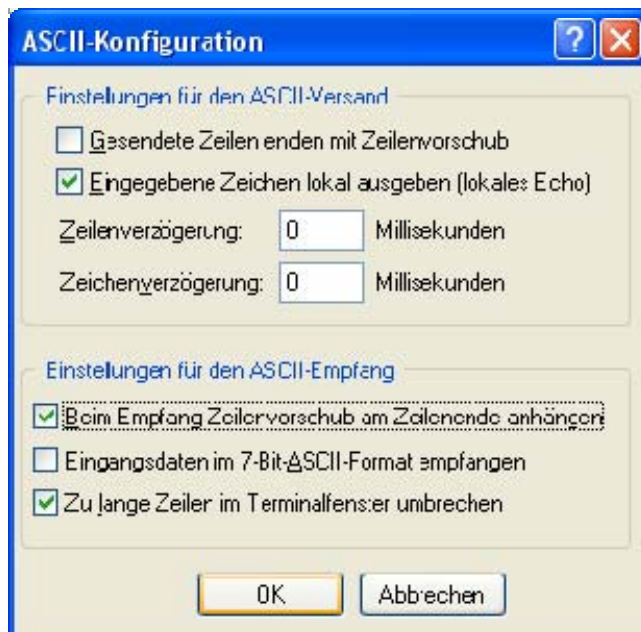 ASCII-Konfiguration
Einstellungen für den ASCII-Versand
Gesendete Zeilen enden mit Zeilenvorschub
Eingegebene Zeichen lokal ausgeben (lokales Echo)
Zeilenverzögerung: 0 Millisekunden
Zeichenverzögerung: 0 Millisekunden
Einstellungen für den ASCII-Empfang
Beim Empfang Zeilenvorschub am Zeilenende anhängen
Eingangsdaten im 7-Bit-ASCII-Format empfangen
Zu lange Zeilen im Terminalfenster umbrechen
OK Abbrechen